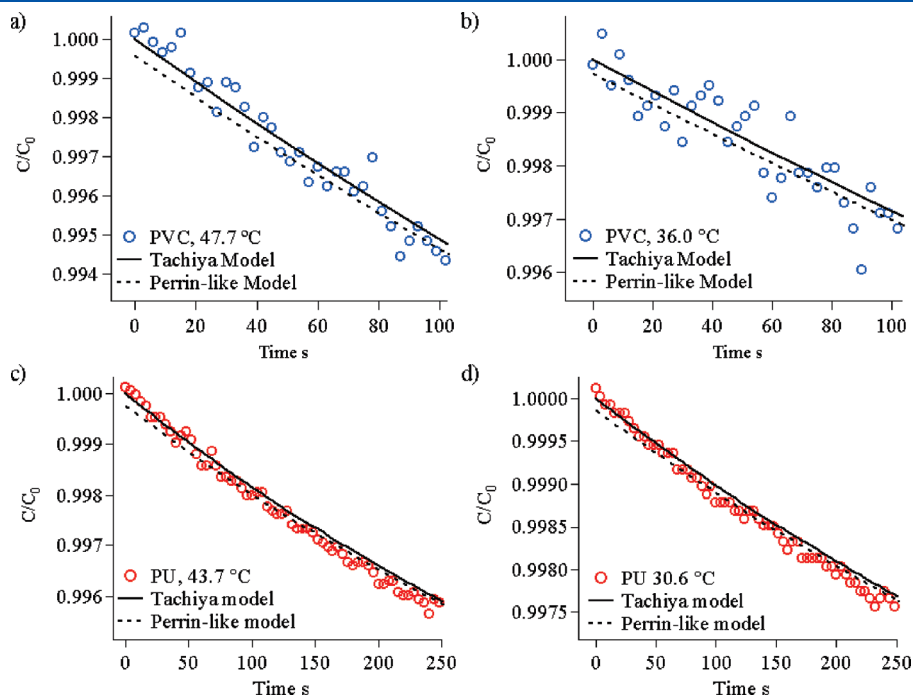 a)
1.000
0.999
0.998
0.997
0.996
0.995
0.994
C/C0
PVC, 47.7 °C
Tachiya Model
Perrin-like Model
0 20 40 60 80 100
Time s
b)
1.000
0.999
0.998
0.997
0.996
C/C0
PVC, 36.0 °C
Tachiya Model
Perrin-like Model
0 20 40 60 80 100
Time s
c)
1.000
0.999
0.998
0.997
0.996
C/C0
PU, 43.7 °C
Tachiya model
Perrin-like model
0 50 100 150 200 250
Time s
d)
1.0000
0.9995
0.9990
0.9985
0.9980
0.9975
C/C0
PU 30.6 °C
Tachiya model
Perrin-like model
0 50 100 150 200 250
Time s